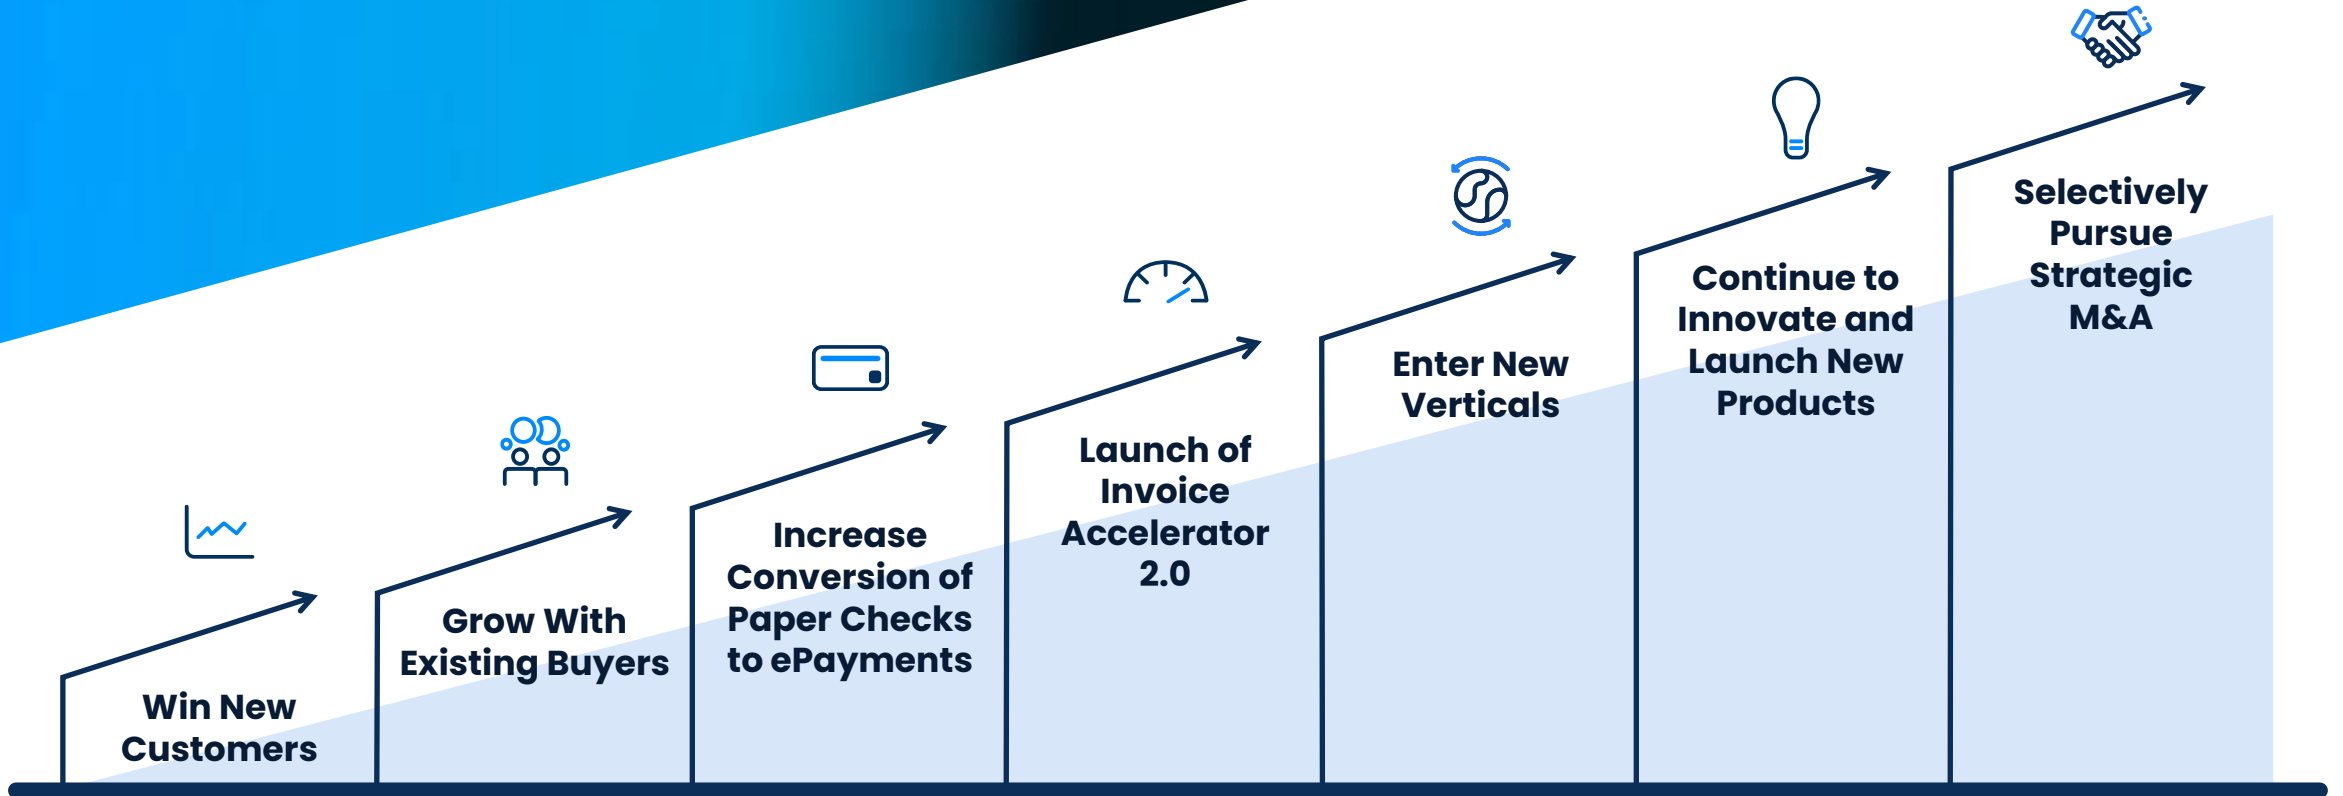 Win New
Customers
Grow With
Existing Buyers
Increase
Conversion of
Paper Checks
to ePayments
Launch of
Invoice
Accelerator
2.0
Enter New
Verticals
Continue to
Innovate and
Launch New
Products
Selectively
Pursue
Strategic
M&A